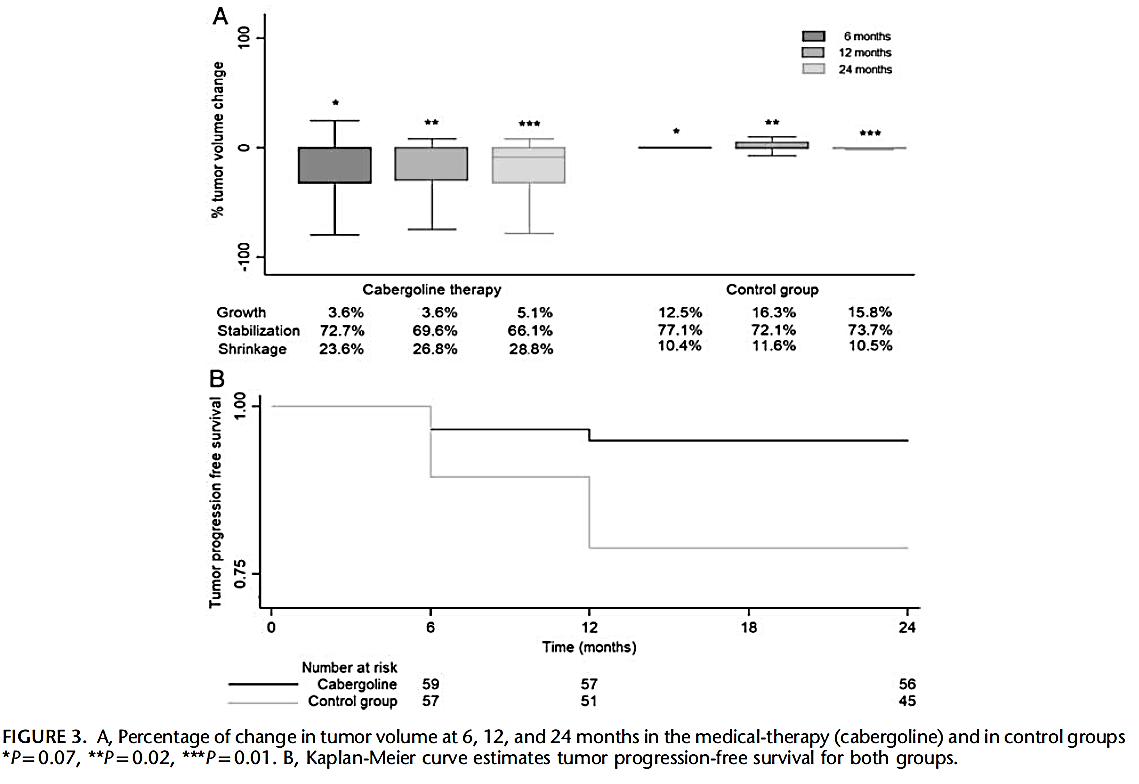 A
100
0
-100
% tumor volume change
6 months
12 months
24 months
* ** *** * ** ***
Cabergoline therapy Control group
Growth 3.6% 3.6% 5.1% 12.5% 16.3% 15.8%
Stabilization 72.7% 69.6% 66.1% 77.1% 72.1% 73.7%
Shrinkage 23.6% 26.8% 28.8% 10.4% 11.6% 10.5%
B
1.00
0.75
Tumor progression free survival
0 6 12 18 24
Time (months)
Number at risk
Cabergoline 59 57 56
Control group 57 51 45
FIGURE 3. A, Percentage of change in tumor volume at 6, 12, and 24 months in the medical-therapy (cabergoline) and in control groups
*P=0.07, **P=0.02, ***P=0.01. B, Kaplan-Meier curve estimates tumor progression-free survival for both groups.